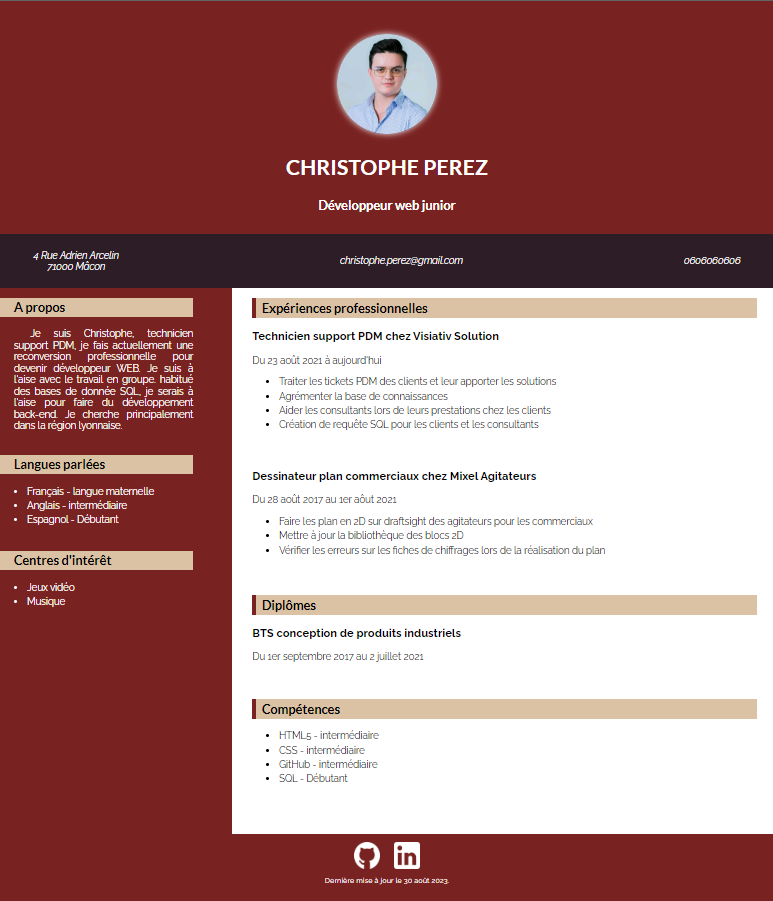 CHRISTOPHE PEREZ
Développeur web junior
4 Rue Adrien Arcelin
71000 Mâcon
christophe.perez@gmail.com
0606060606
A propos
Je suis Christophe, technicien
support PDM, je fais actuellement une
reconversion professionnelle pour
devenir développeur WEB. Je suis à
l'aise avec le travail en groupe. habitué
des bases de donnée SQL, je serais à
l'aise pour faire du développement
back-end. Je cherche principalement
dans la région lyonnaise.
Langues parlées
• Français - langue maternelle
• Anglais - intermédiaire
• Espagnol - Débutant
Centres d'intérêt
• Jeux vidéo
• Musique
Expériences professionnelles
Technicien support PDM chez Visiativ Solution
Du 23 août 2021 à aujourd'hui
• Traiter les tickets PDM des clients et leur apporter les solutions
• Agrémenter la base de connaissances
• Aider les consultants lors de leurs prestations chez les clients
• Création de requête SQL pour les clients et les consultants
Dessinateur plan commerciaux chez Mixel Agitateurs
Du 28 août 2017 au 1er août 2021
• Faire les plan en 2D sur draftsight des agitateurs pour les commerciaux
• Mettre à jour la bibliothèque des blocs 2D
• Vérifier les erreurs sur les fiches de chiffrages lors de la réalisation du plan
Diplômes
BTS conception de produits industriels
Du 1er septembre 2017 au 2 juillet 2021
Compétences
• HTML5 - intermédiaire
• CSS - intermédiaire
• GitHub - intermédiaire
• SQL - Débutant
in
Dernière mise à jour le 30 août 2023.